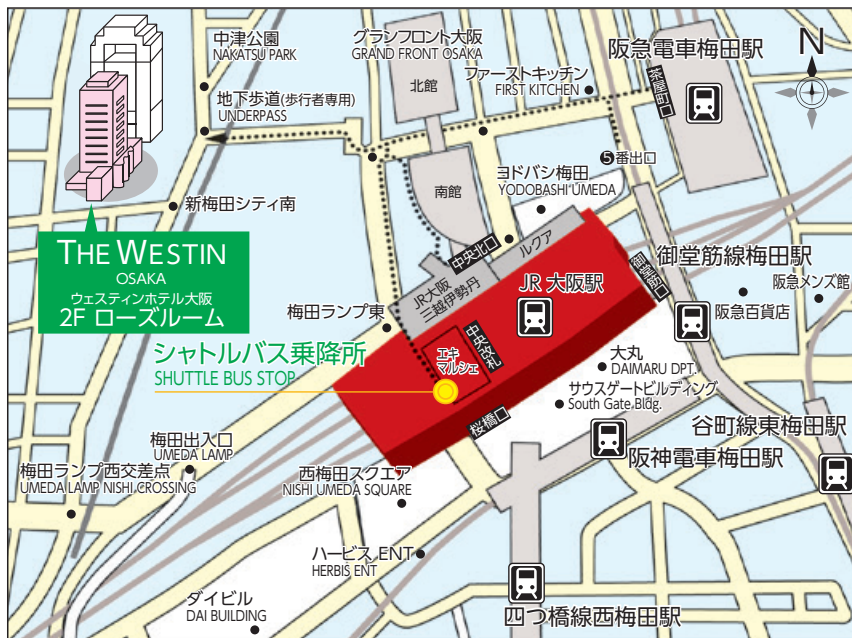 中津公園
NAKATSU PARK
グランフロント大阪
GRAND FRONT OSAKA
阪急電車梅田駅
N
北館
ファーストキッチン
FIRST KITCHEN
茶屋町口
地下歩道(歩行者専用)
UNDERPASS
❺番出口
ヨドバシ梅田
YODOBASHI UMEDA
南館
新梅田シティ南
THE WESTIN
OSAKA
ウェスティンホテル大阪
2F ローズルーム
中央北口
ルクア
御堂筋線梅田駅
御堂筋口
JR大阪
三越伊勢丹
JR 大阪駅
阪急メンズ館
阪急百貨店
梅田ランプ東
シャトルバス乗降所
SHUTTLE BUS STOP
エキ
マルシェ
中央改札
大丸
DAIMARU DPT.
サウスゲートビルディング
South Gate Bldg.
桜橋口
谷町線東梅田駅
阪神電車梅田駅
梅田出入口
UMEDA LAMP
梅田ランプ西交差点
UMEDA LAMP NISHI CROSSING
西梅田スクエア
NISHI UMEDA SQUARE
ハービス ENT
HERBIS ENT
ダイビル
DAI BUILDING
四つ橋線西梅田駅